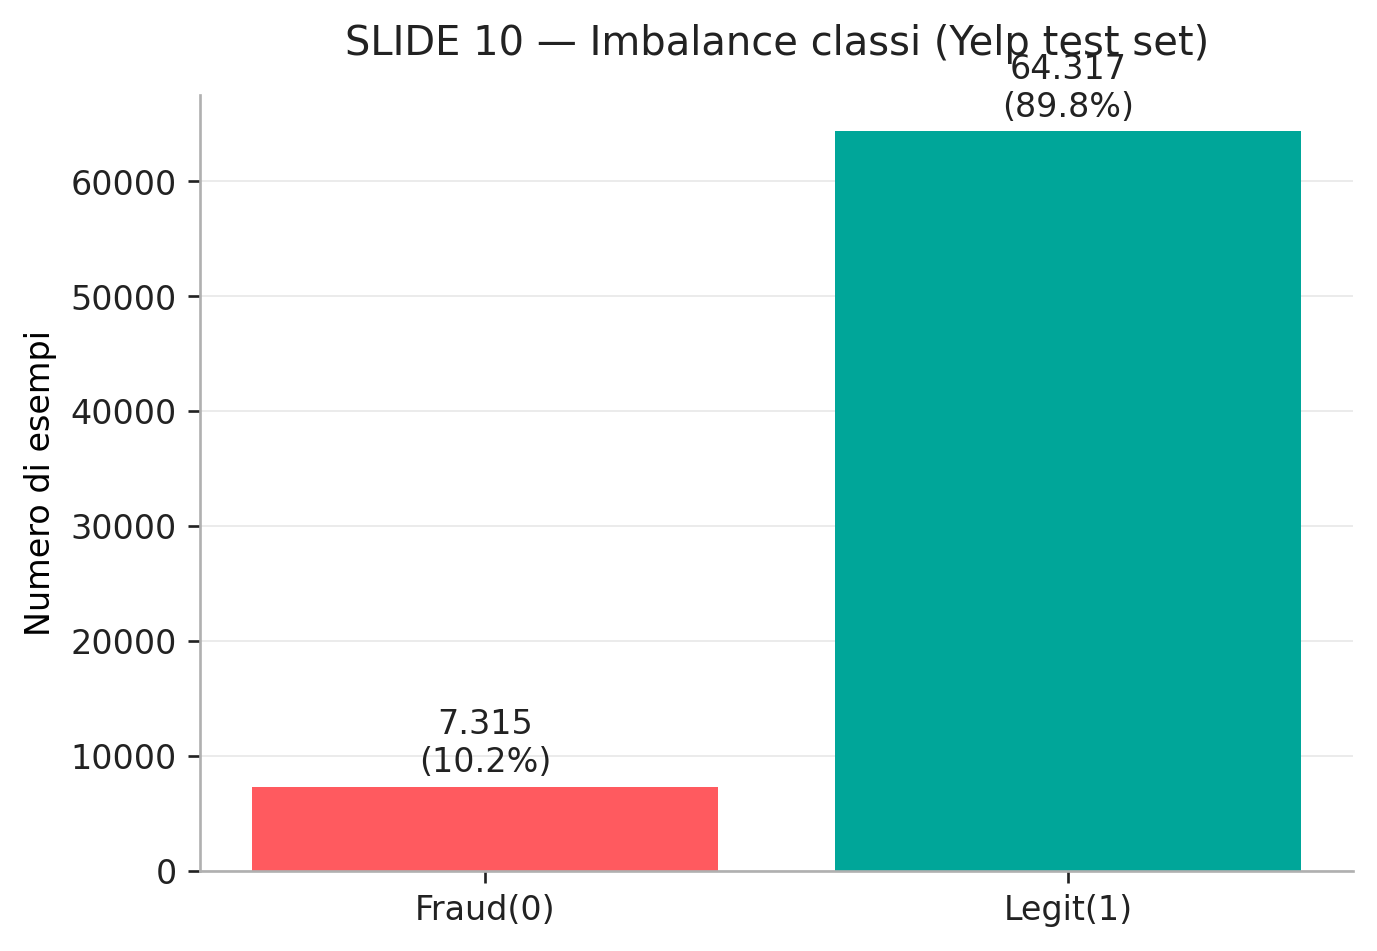 SLIDE 10 — Imbalance classi (Yelp test set)
64.317
(89.8%)
60000
50000
40000
30000
20000
10000
0
Numero di esempi
7.315
(10.2%)
Fraud(0)
Legit(1)